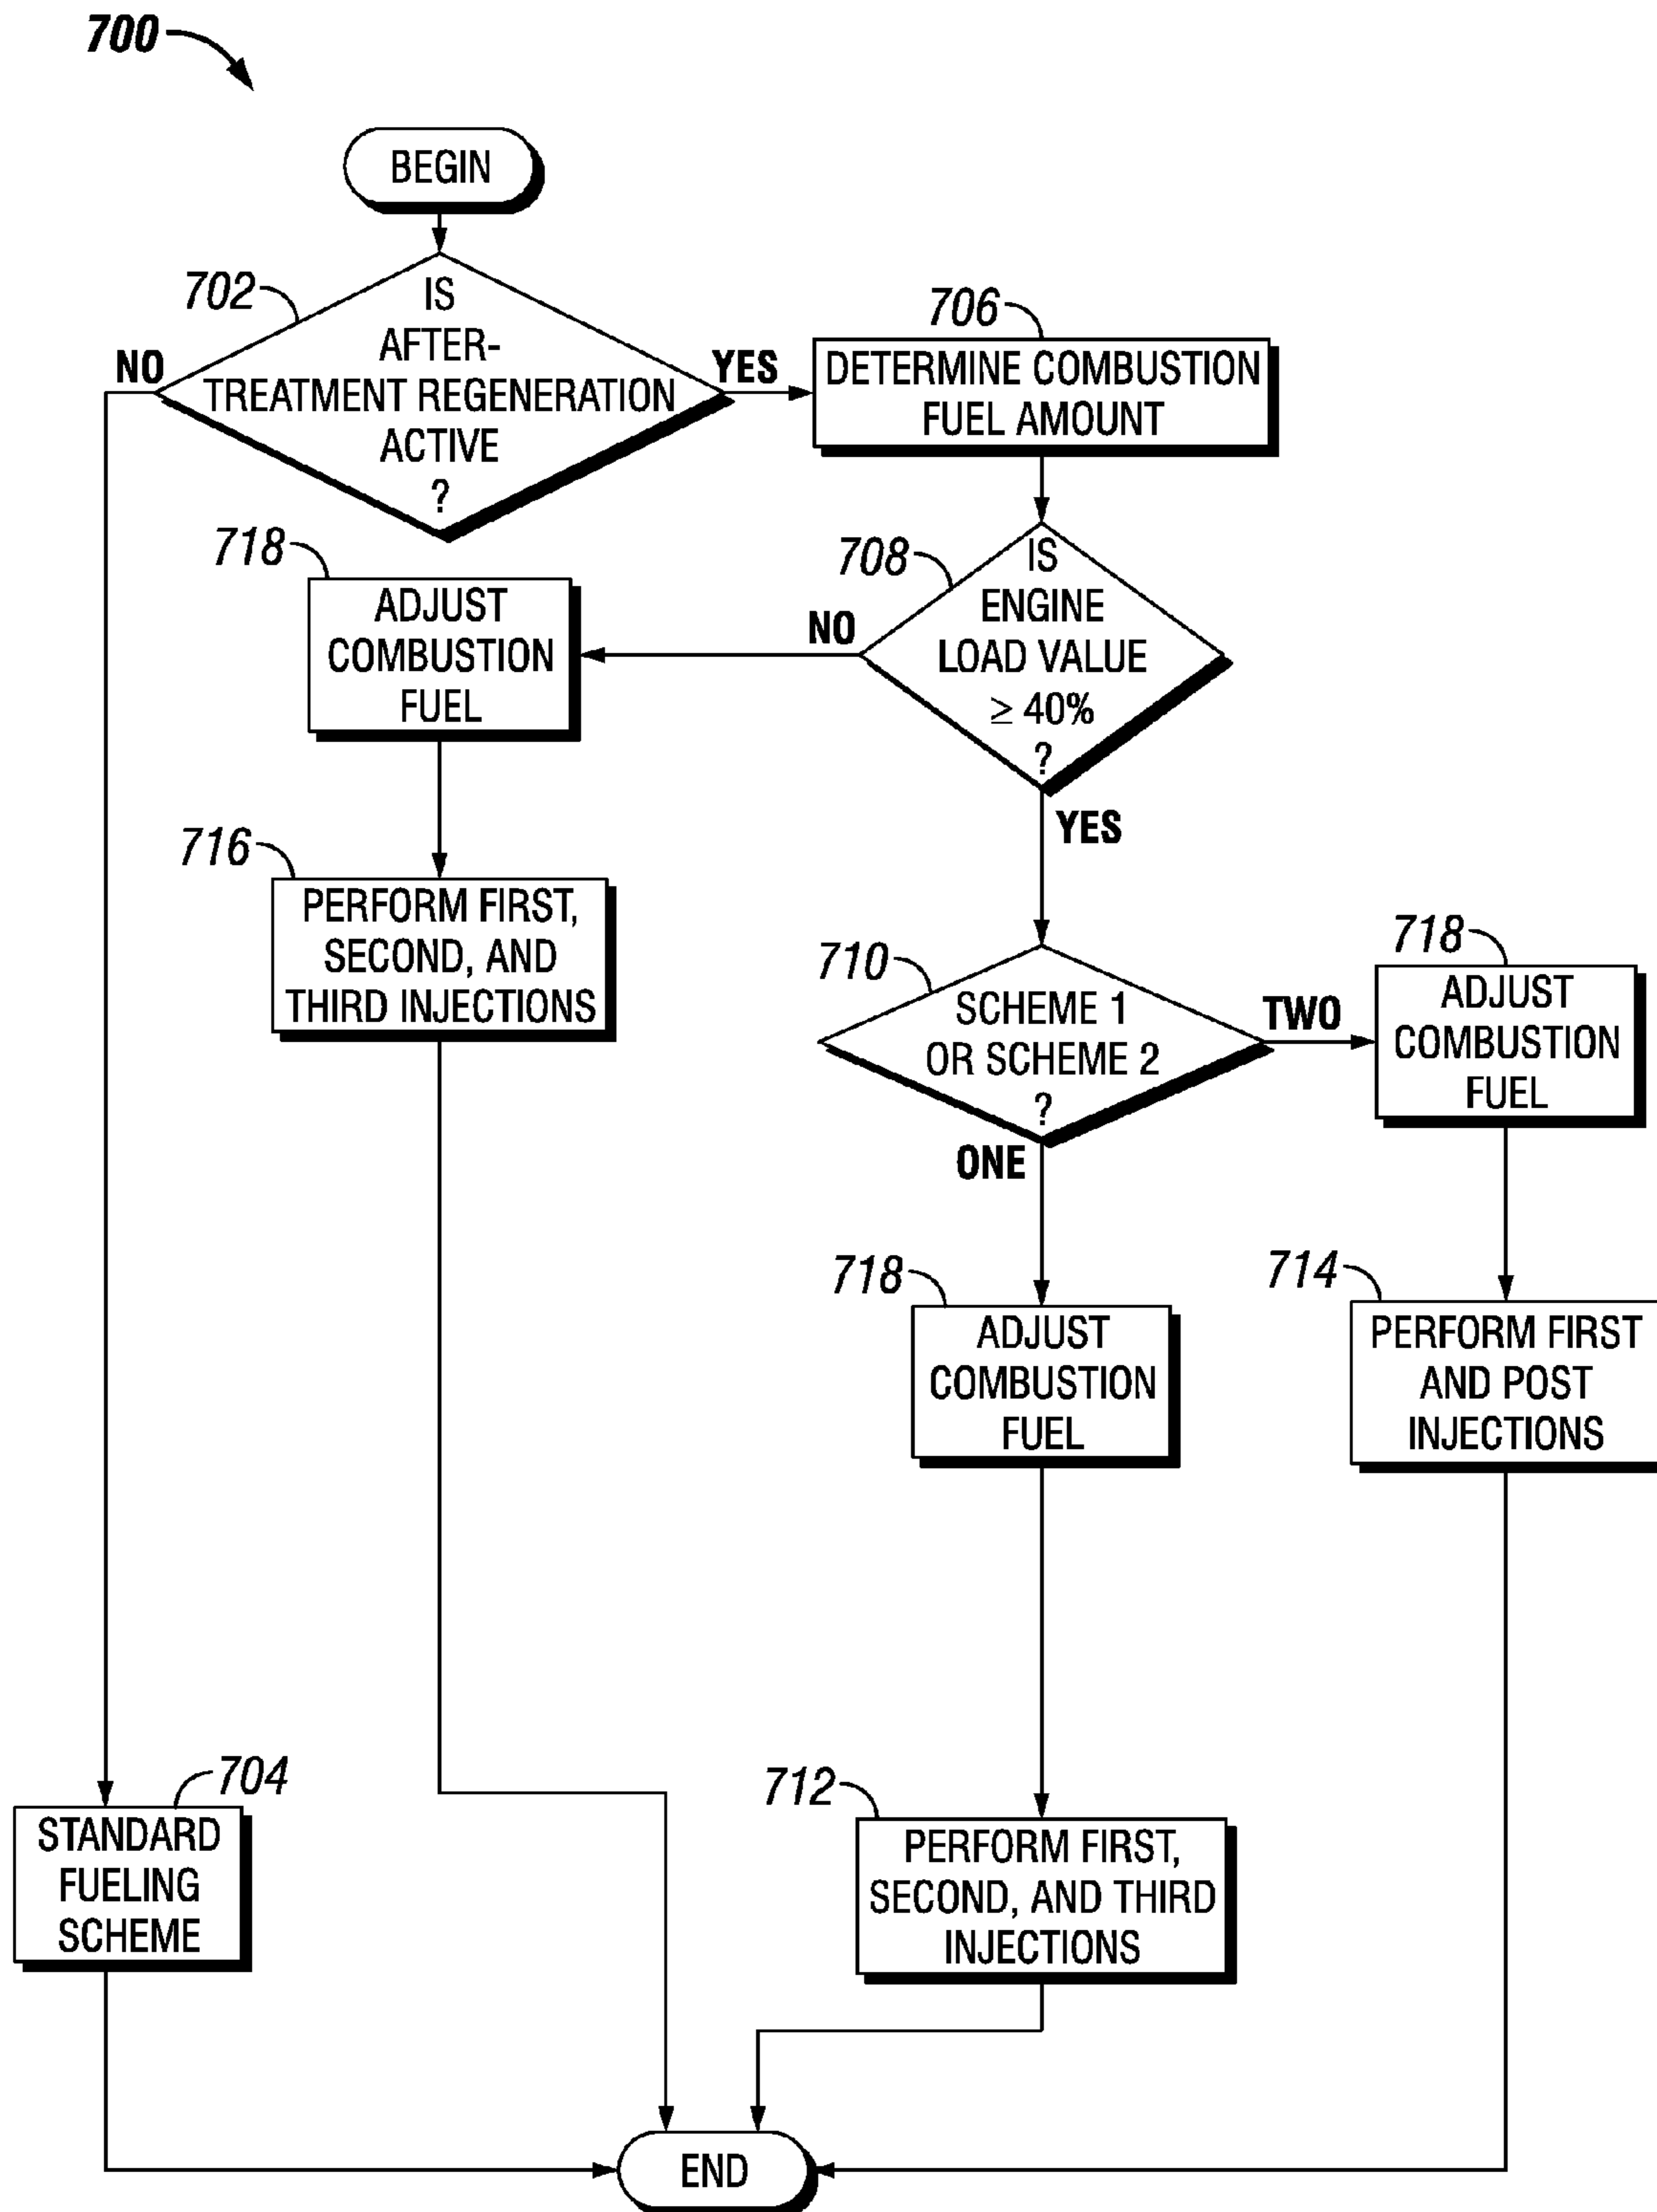 700
BEGIN
702
IS
AFTER-
TREATMENT REGENERATION
ACTIVE
?
NO
YES
706
DETERMINE COMBUSTION
FUEL AMOUNT
708
IS
ENGINE
LOAD VALUE
≥ 40%
?
NO
YES
718
ADJUST
COMBUSTION
FUEL
716
PERFORM FIRST,
SECOND, AND
THIRD INJECTIONS
710
SCHEME 1
OR SCHEME 2
?
TWO
ONE
718
ADJUST
COMBUSTION
FUEL
714
PERFORM FIRST
AND POST
INJECTIONS
718
ADJUST
COMBUSTION
FUEL
712
PERFORM FIRST,
SECOND, AND THIRD
INJECTIONS
704
STANDARD
FUELING
SCHEME
END